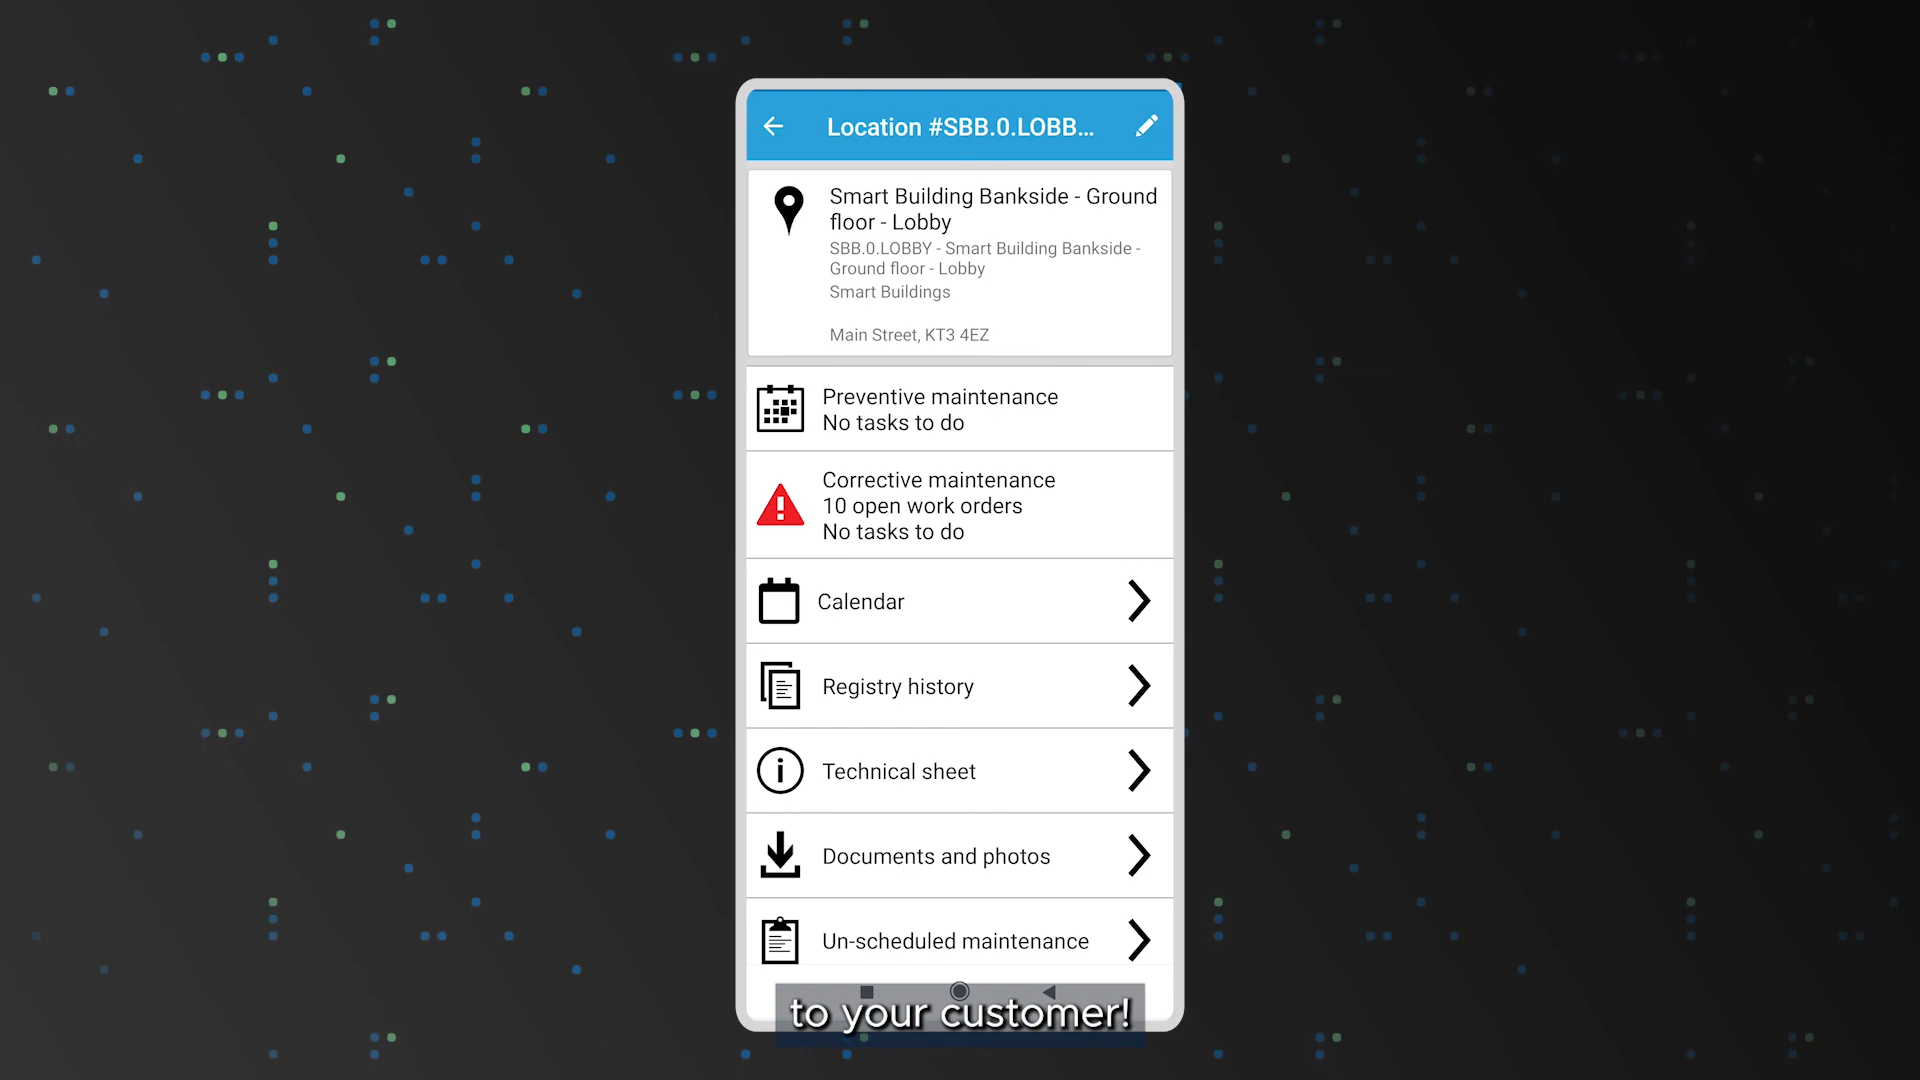 Location #SBB.0.LOBB...
Smart Building Bankside - Ground
floor - Lobby
SBB.0.LOBBY - Smart Building Bankside -
Ground floor - Lobby
Smart Buildings
Main Street, KT3 4EZ
Preventive maintenance
No tasks to do
Corrective maintenance
10 open work orders
No tasks to do
Calendar
Registry history
Technical sheet
Documents and photos
Un-scheduled maintenance
to your customer!